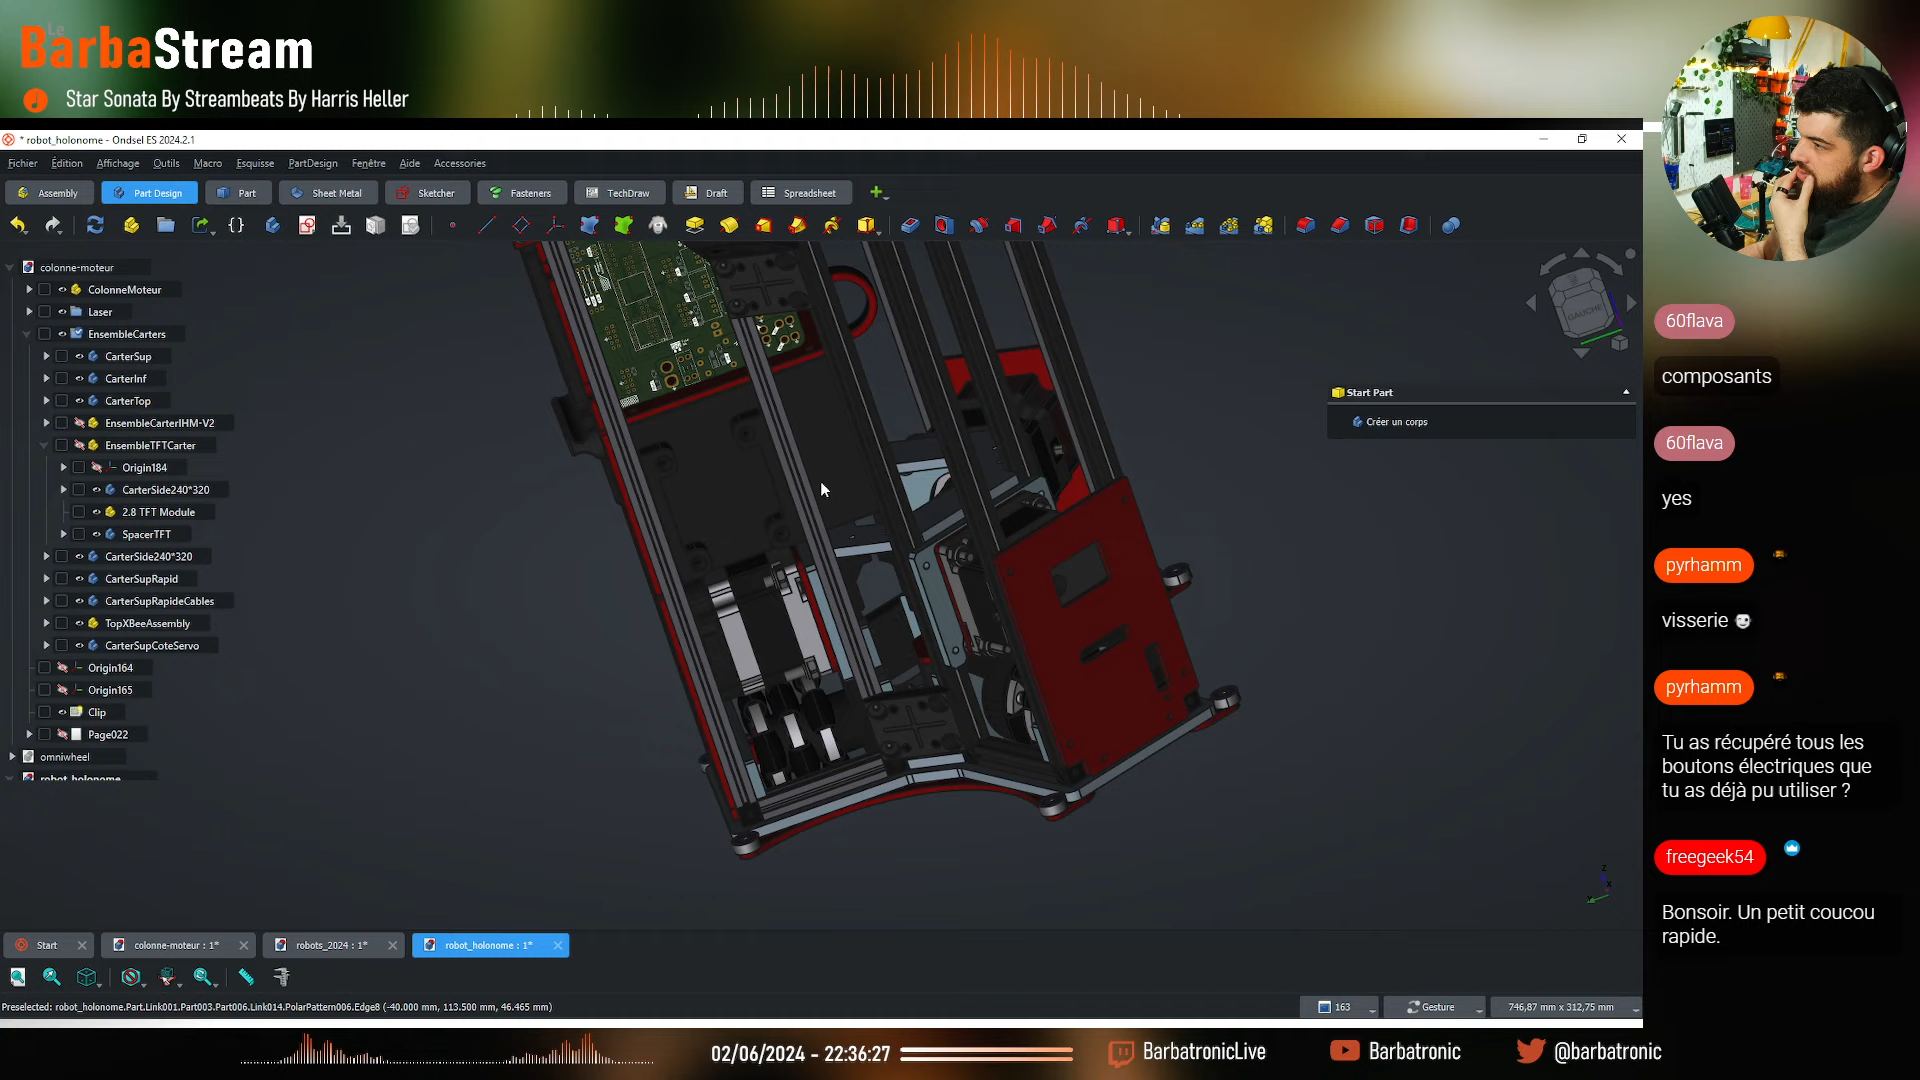 Le
BarbaStream
Star Sonata By Streambeats By Harris Heller
* robot_holonome - Ondsel ES 2024.2.1
Fichier Édition Affichage Outils Macro Esquisse PartDesign Fenêtre Aide Accessories
Assembly Part Design Part Sheet Metal Sketcher Fasteners TechDraw Draft Spreadsheet
colonne-moteur
ColonneMoteur
Laser
EnsembleCarters
CarterSup
CarterInf
CarterTop
EnsembleCarterIHM-V2
EnsembleTFTCarter
Origin184
CarterSIde240*320
2.8 TFT Module
SpacerTFT
CarterSide240*320
CarterSupRapid
CarterSupRapideCables
TopXBeeAssembly
CarterSupCoteServo
Origin164
Origin165
Clip
Page022
omniwheel
robot_holonome
GAUCHE
Start Part
Créer un corps
Z
X
Y
Start
colonne-moteur : 1*
robots_2024 : 1*
robot_holonome : 1*
Preselected: robot_holonome.Part.Link001.Part003.Part006.Link014.PolarPattern006.Edge8 (-40.000 mm, 113.500 mm, 46.465 mm)
163
Gesture
746,87 mm x 312,75 mm
60flava
composants
60flava
yes
pyrhamm
visserie
pyrhamm
Tu as récupéré tous les
boutons électriques que
tu as déjà pu utiliser ?
freegeek54
Bonsoir. Un petit coucou
rapide.
02/06/2024 - 22:36:27
BarbatronicLive
Barbatronic
@barbatronic